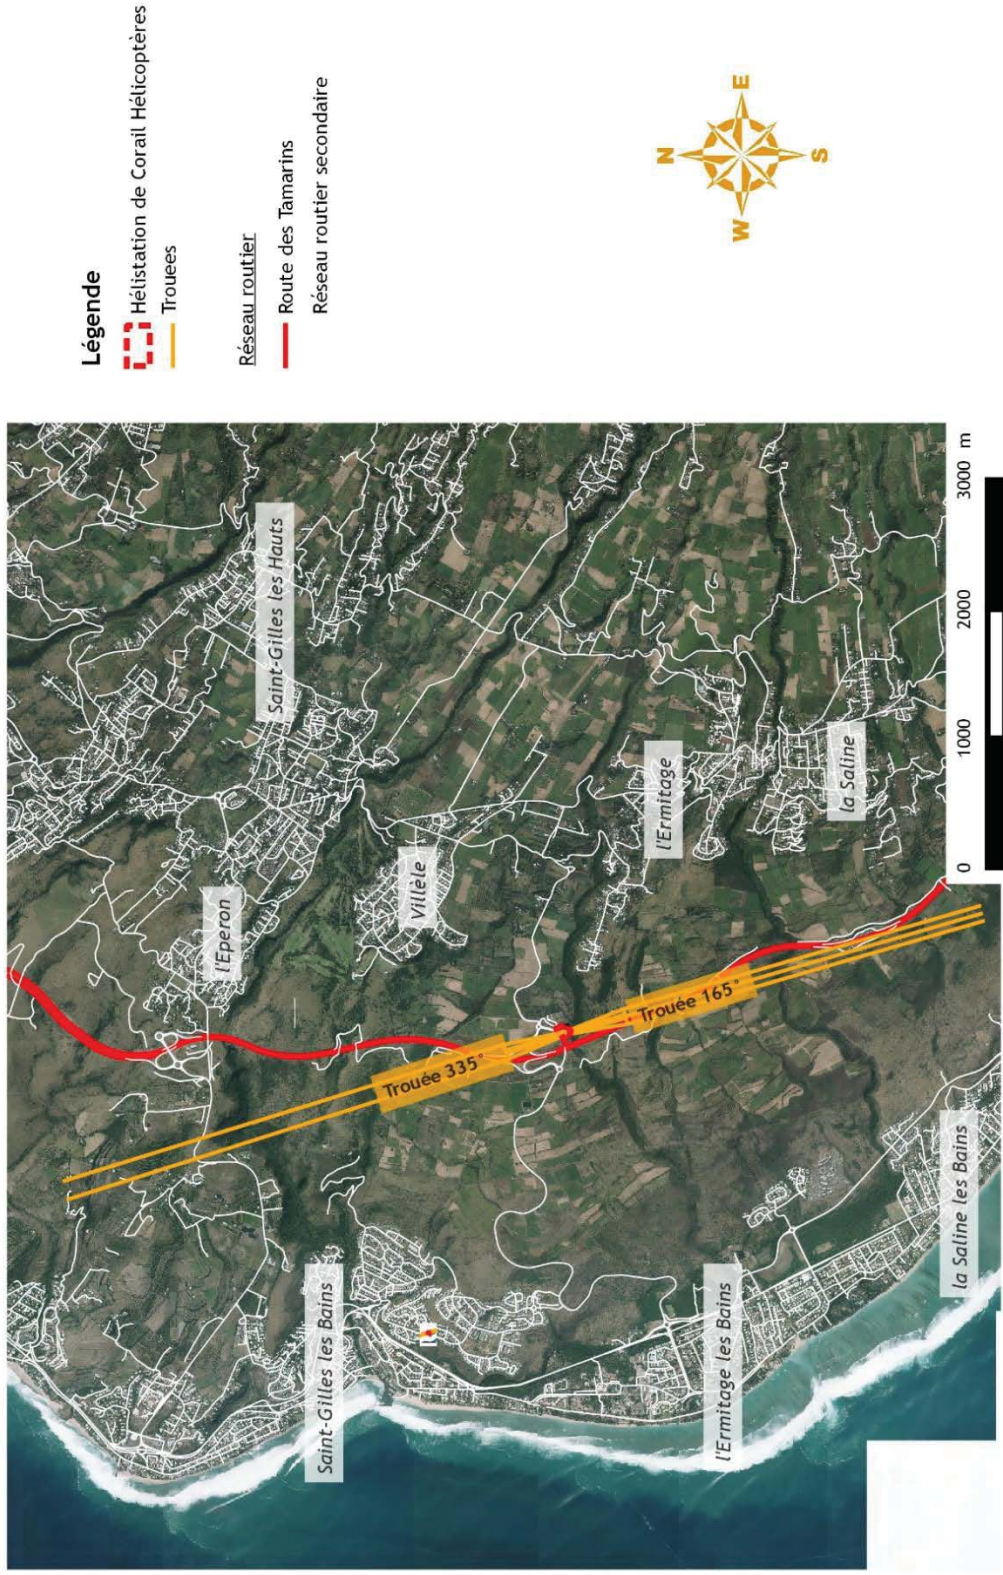 Légende
Hélistation de Corail Hélicoptères
Trouees
Réseau routier
Route des Tamarins
Réseau routier secondaire
N
E
S
W
Saint-Gilles les Hauts
l'Eperon
Villèle
l'Ermitage
la Saline
Trouée 335°
Trouée 165°
Saint-Gilles les Bains
l'Ermitage les Bains
la Saline les Bains
0 1000 2000 3000 m